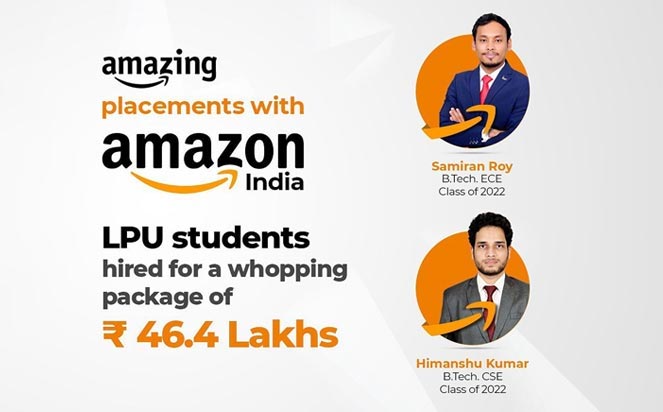 amazing
placements with
amazon
India
LPU students
hired for a whopping
package of
₹ 46.4 Lakhs
Samiran Roy
B.Tech. ECE
Class of 2022
Himanshu Kumar
B.Tech. CSE
Class of 2022